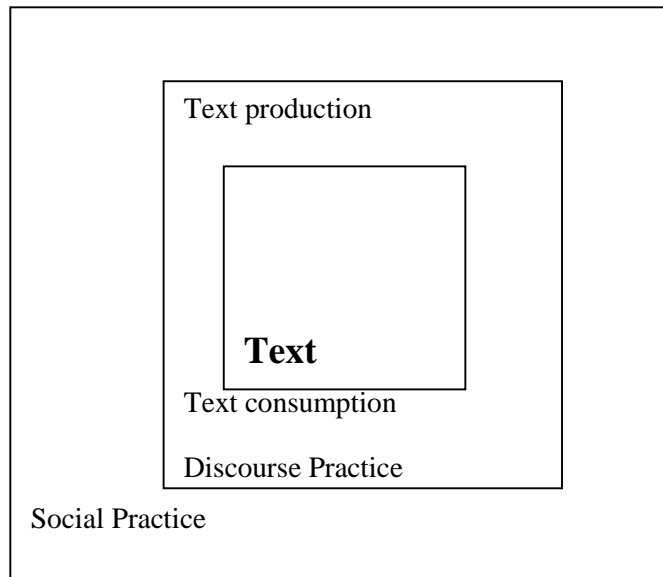 Text production
Text
Text consumption
Discourse Practice
Social Practice